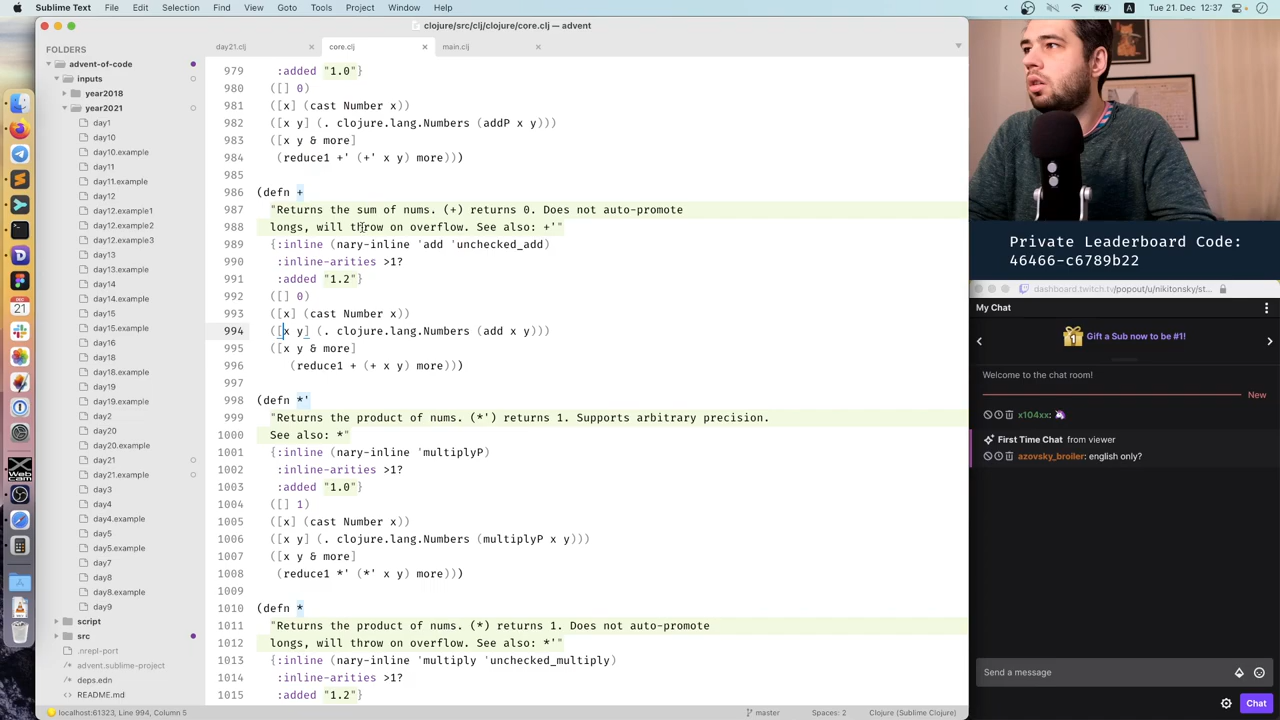 Sublime Text File Edit Selection Find View Goto Tools Project Window Help
A Tue 21. Dec 12:37
clojure/src/clj/clojure/core.clj — advent
FOLDERS
advent-of-code
inputs
year2018
year2021
day1
day10
day10.example
day11
day11.example
day12
day12.example1
day12.example2
day12.example3
day13
day13.example
day14
day14.example
day15
day15.example
day16
day18
day18.example
day19
day19.example
day2
day20
day20.example
day21
day21.example
day3
day4
day4.example
day5
day5.example
day7
day8
day8.example
day9
script
src
.nrepl-port
advent.sublime-project
deps.edn
README.md
day21.clj
core.clj
main.clj
979 :added "1.0"}
980 ([] 0)
981 ([x] (cast Number x))
982 ([x y] (. clojure.lang.Numbers (addP x y)))
983 ([x y & more]
984 (reduce1 +' (+' x y) more)))
985
986 (defn +
987 "Returns the sum of nums. (+) returns 0. Does not auto-promote
988 longs, will throw on overflow. See also: +'"
989 {:inline (nary-inline 'add 'unchecked_add)
990 :inline-arities >1?
991 :added "1.2"}
992 ([] 0)
993 ([x] (cast Number x))
994 ([x y] (. clojure.lang.Numbers (add x y)))
995 ([x y & more]
996 (reduce1 + (+ x y) more)))
997
998 (defn *'
999 "Returns the product of nums. (*') returns 1. Supports arbitrary precision.
1000 See also: *"
1001 {:inline (nary-inline 'multiplyP)
1002 :inline-arities >1?
1003 :added "1.0"}
1004 ([] 1)
1005 ([x] (cast Number x))
1006 ([x y] (. clojure.lang.Numbers (multiplyP x y)))
1007 ([x y & more]
1008 (reduce1 *' (*' x y) more)))
1009
1010 (defn *
1011 "Returns the product of nums. (*) returns 1. Does not auto-promote
1012 longs, will throw on overflow. See also: *'"
1013 {:inline (nary-inline 'multiply 'unchecked_multiply)
1014 :inline-arities >1?
1015 :added "1.2"}
localhost:61323, Line 994, Column 5
master
Spaces: 2
Clojure (Sublime Clojure)
Private Leaderboard Code:
46466-c6789b22
dashboard.twitch.tv/popout/u/nikitonsky/st...
My Chat
Gift a Sub now to be #1!
Welcome to the chat room!
New
x104xx:
First Time Chat from viewer
azovsky_broiler: english only?
Send a message
Chat